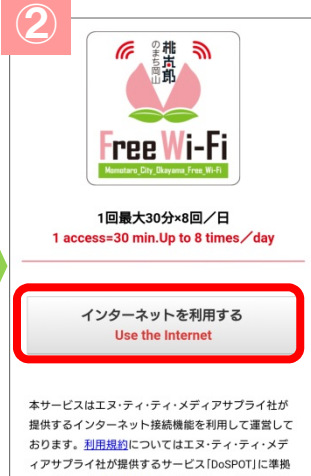 ②
桃太郎
のまち岡山
Free Wi-Fi
Momotaro_City_Okayama_Free_Wi-Fi
1回最大30分×8回／日
1 access=30 min.Up to 8 times／day
インターネットを利用する
Use the Internet
本サービスはエヌ･ティ･ティ･メディアサプライ社が
提供するインターネット接続機能を利用して運営して
おります。利用規約についてはエヌ･ティ･ティ･メデ
ィアサプライ社が提供するサービス｢DoSPOT｣に準拠